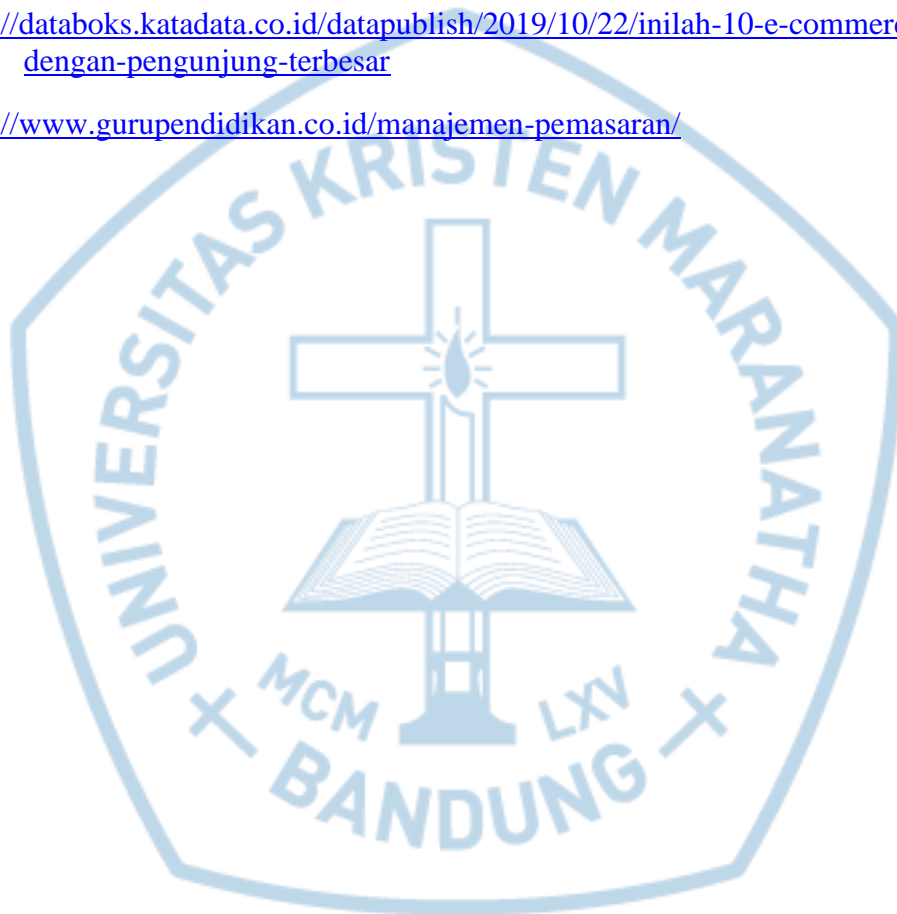 //databoks.katadata.co.id/datapublish/2019/10/22/inilah-10-e-commerc
dengan-pengunjung-terbesar
//www.gurupendidikan.co.id/manajemen-pemasaran/
UNIVERSITAS KRISTEN MARANATHA
MCM LXV
BANDUNG